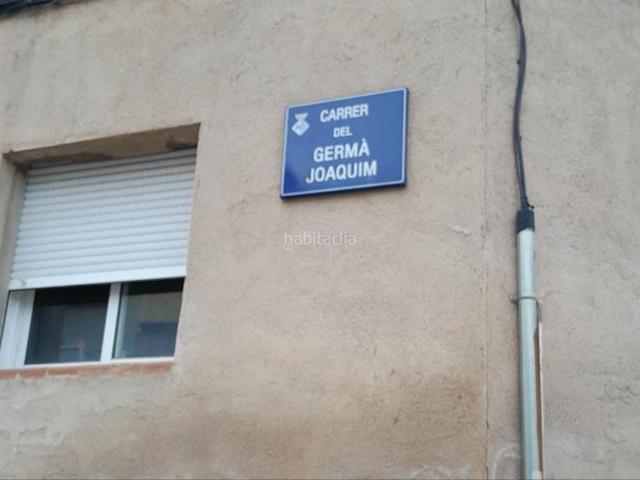 CARRER
DEL
GERMÀ
JOAQUIM
habitaclia